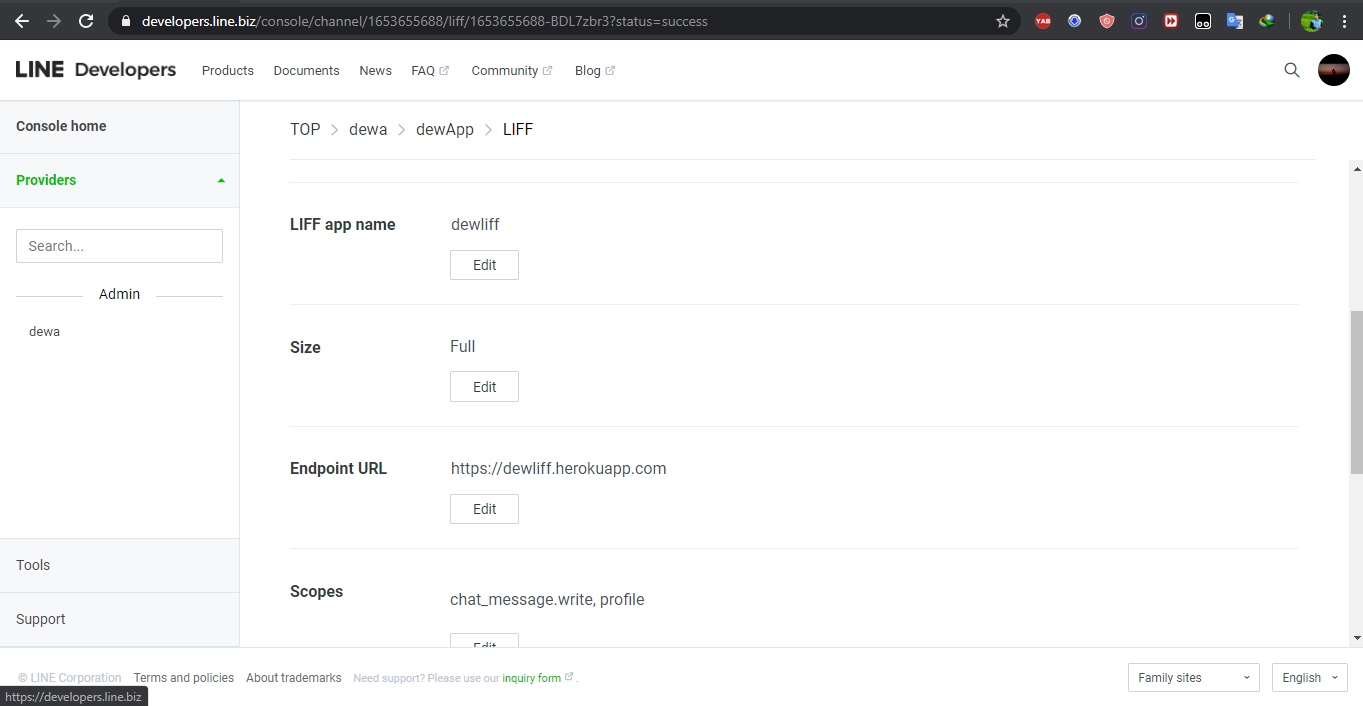 developers.line.biz/console/channel/1653655688/liff/1653655688-BDL7zbr3?status=success
YAB
LINE Developers Products Documents News FAQ Community Blog
Console home
TOP > dewa > dewApp > LIFF
Providers
LIFF app name dewliff
Search...
Edit
Admin
dewa
Size Full
Edit
Endpoint URL https://dewliff.herokuapp.com
Edit
Tools
Scopes chat_message.write, profile
Support
Edit
© LINE Corporation Terms and policies About trademarks Need support? Please use our inquiry form . Family sites English
https://developers.line.biz